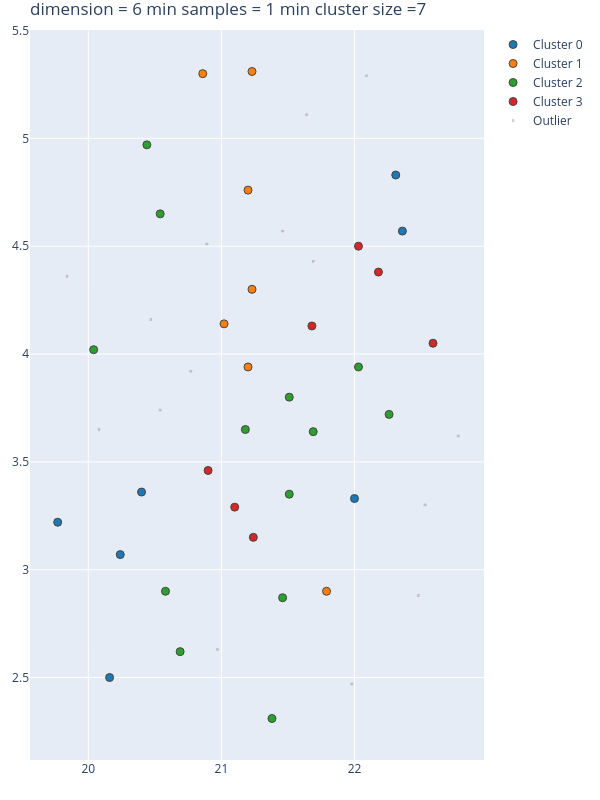 dimension = 6 min samples = 1 min cluster size =7
5.5
5
4.5
4
3.5
3
2.5
20
21
22
Cluster 0
Cluster 1
Cluster 2
Cluster 3
Outlier